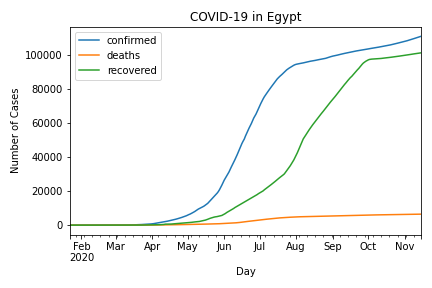 COVID-19 in Egypt
confirmed
deaths
recovered
Number of Cases
100000
80000
60000
40000
20000
0
Feb Mar Apr May Jun Jul Aug Sep Oct Nov
2020
Day